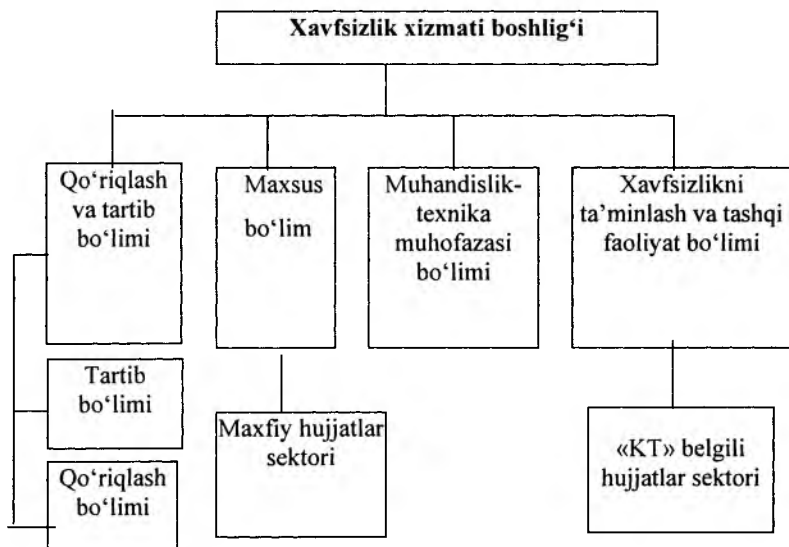 Xavfsizlik xizmati boshlig‘i
Qo‘riqlash
va tartib
bo‘limi
Maxsus
bo‘lim
Muhandislik-
texnika
muhofazasi
bo‘limi
Xavfsizlikni
ta’minlash va tashqi
faoliyat bo‘limi
Tartib
bo‘limi
Maxfiy hujjatlar
sektori
«KT» belgili
hujjatlar sektori
Qo‘riqlash
bo‘limi